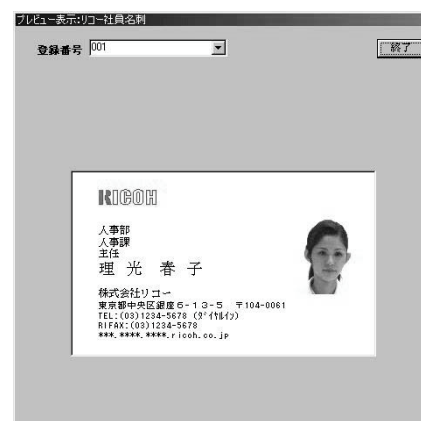 プレビュー表示:リコー社員名刺
登録番号 001 終了
RICOH
人事部
人事課
主任
理 光 春 子
株式会社リコー
東京都中央区銀座6-13-5 〒104-0061
TEL:(03)1234-5678 (ﾀﾞｲﾔﾙｲﾝ)
RIFAX:(03)1234-5678
***.****.****.ricoh.co.jp